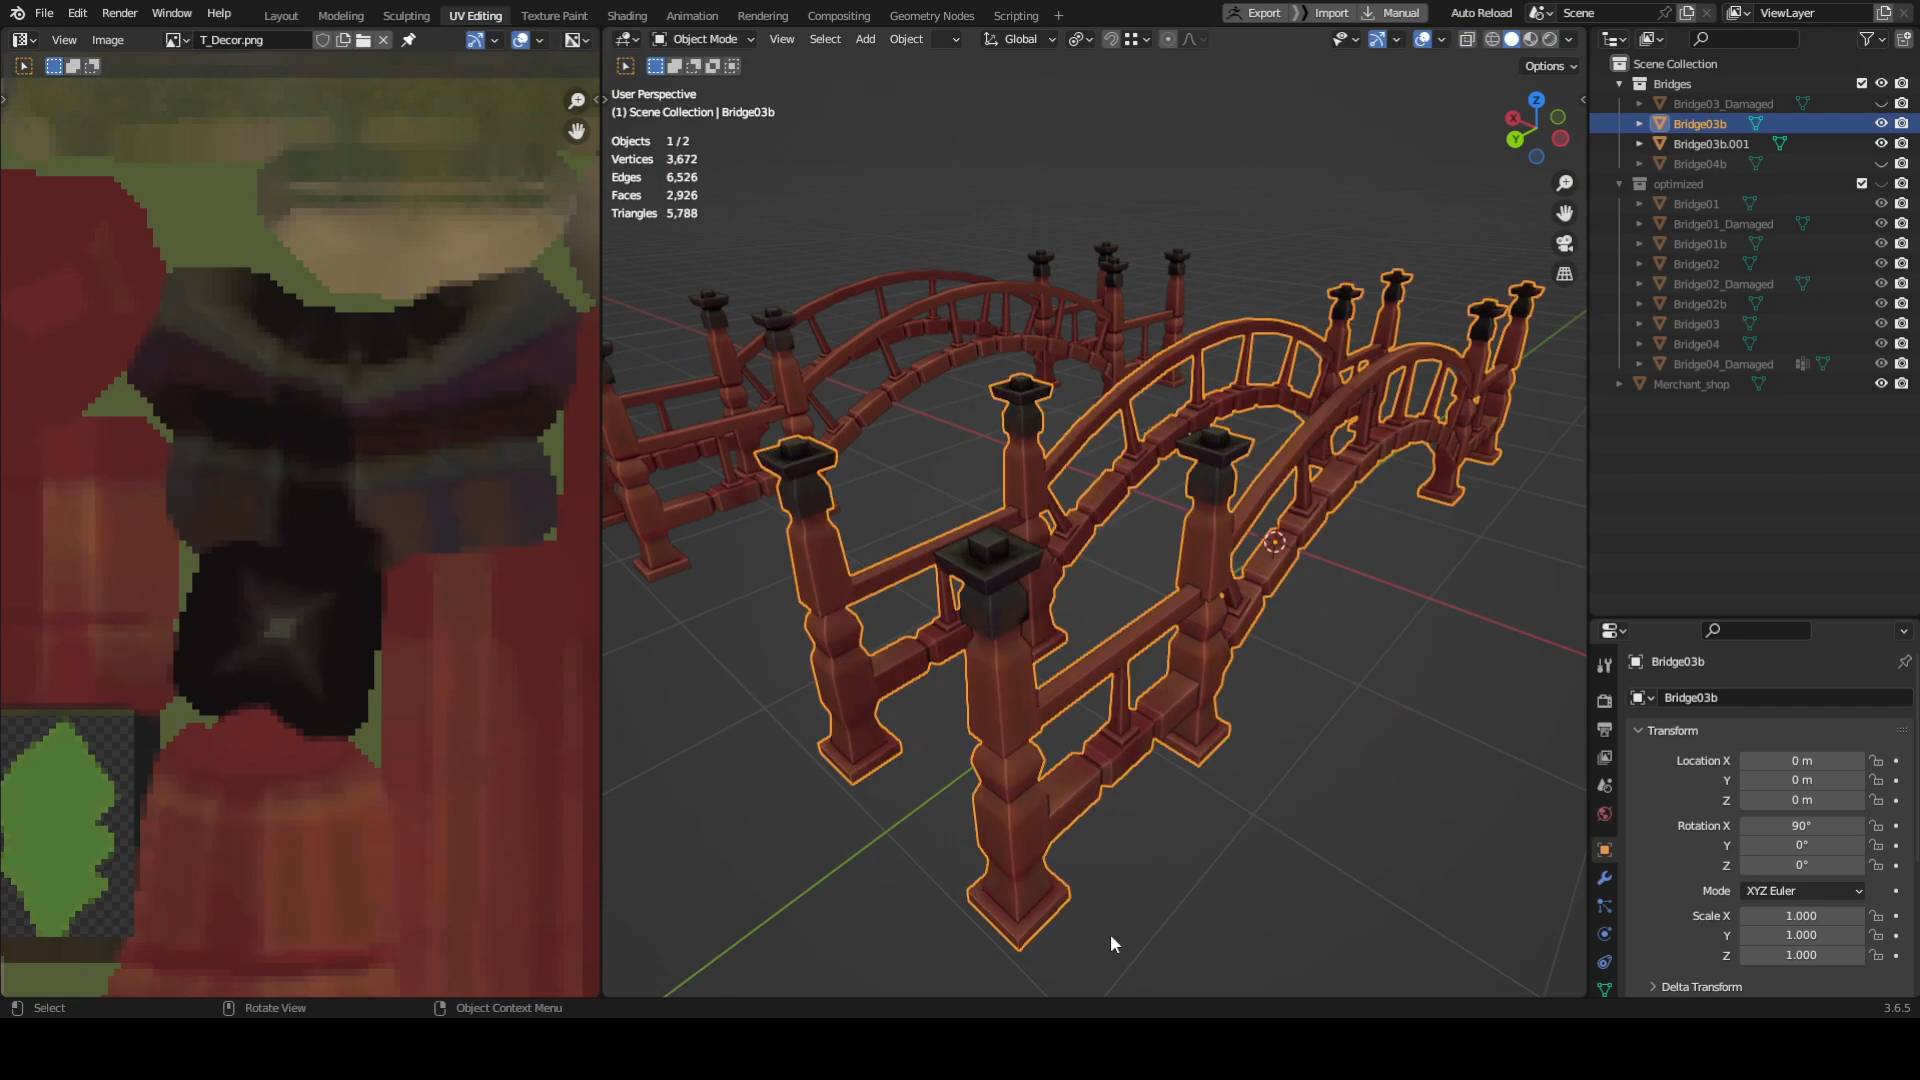 File Edit Render Window Help
Layout Modeling Sculpting UV Editing Texture Paint Shading Animation Rendering Compositing Geometry Nodes Scripting +
Export Import Manual Auto Reload Scene ViewLayer
View Image T_Decor.png
Object Mode View Select Add Object Global
Options
User Perspective
(1) Scene Collection | Bridge03b
Objects 1 / 2
Vertices 3,672
Edges 6,526
Faces 2,926
Triangles 5,788
Z
X
Y
Scene Collection
Bridges
Bridge03_Damaged
Bridge03b
Bridge03b.001
Bridge04b
optimized
Bridge01
Bridge01_Damaged
Bridge01b
Bridge02
Bridge02_Damaged
Bridge02b
Bridge03
Bridge04
Bridge04_Damaged
Merchant_shop
Bridge03b
Bridge03b
Transform
Location X 0 m
Y 0 m
Z 0 m
Rotation X 90°
Y 0°
Z 0°
Mode XYZ Euler
Scale X 1.000
Y 1.000
Z 1.000
Delta Transform
Select Rotate View Object Context Menu 3.6.5